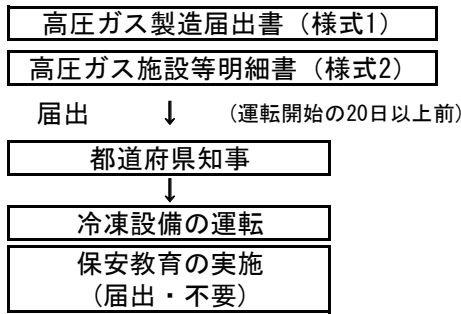 高圧ガス製造届出書（様式1）
高圧ガス施設等明細書（様式2）
届出 ↓ （運転開始の20日以上前）
都道府県知事
↓
冷凍設備の運転
保安教育の実施
（届出・不要）